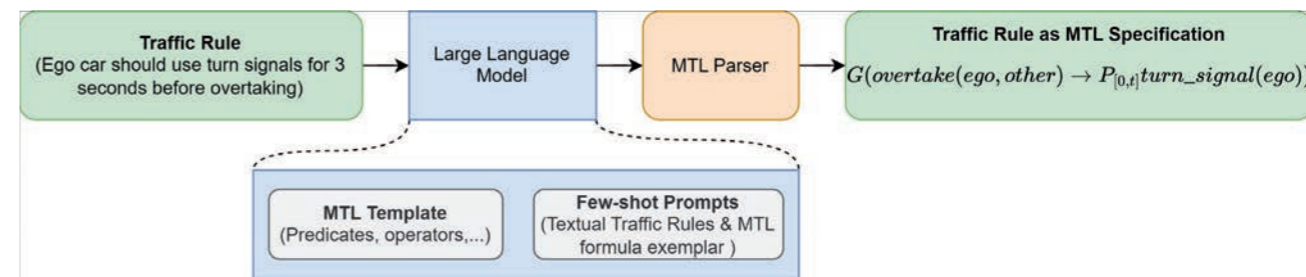 Traffic Rule
(Ego car should use turn signals for 3
seconds before overtaking)
Large Language
Model
MTL Parser
Traffic Rule as MTL Specification
G(overtake(ego, other) → P_{[0,t]}turn_signal(ego))
MTL Template
(Predicates, operators,...)
Few-shot Prompts
(Textual Traffic Rules & MTL
formula exemplar )